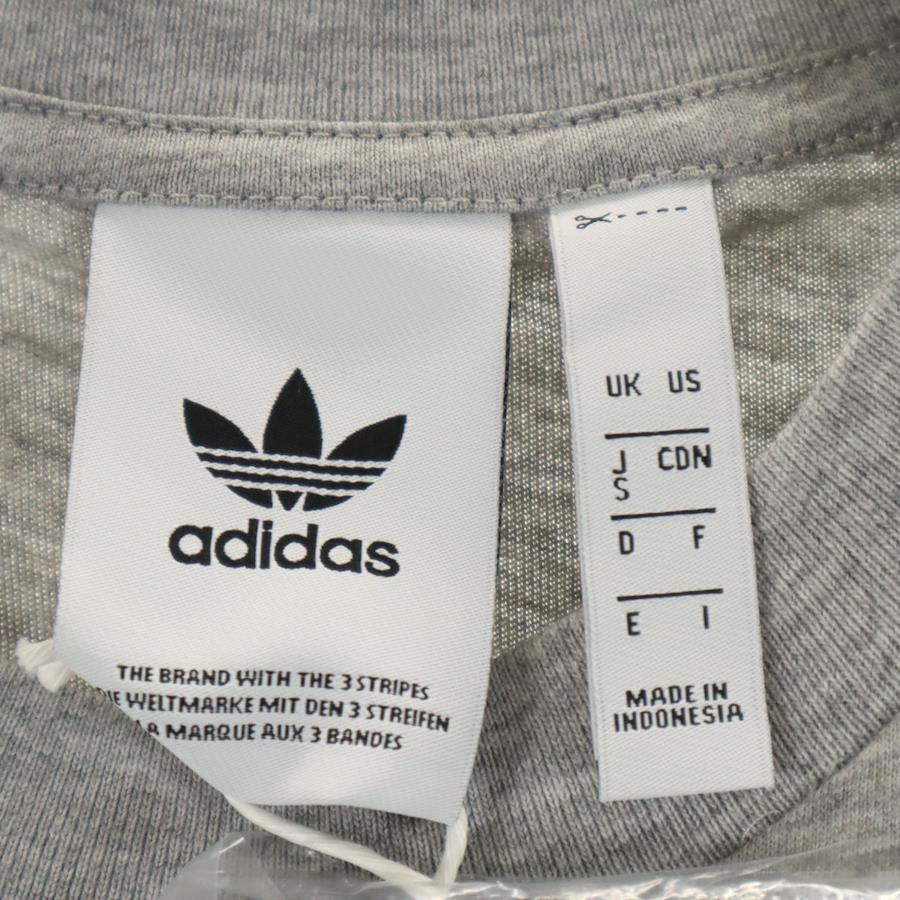 adidas
THE BRAND WITH THE 3 STRIPES
DIE WELTMARKE MIT DEN 3 STREIFEN
LA MARQUE AUX 3 BANDES
UK US
J CDN
S
D F
E I
MADE IN
INDONESIA